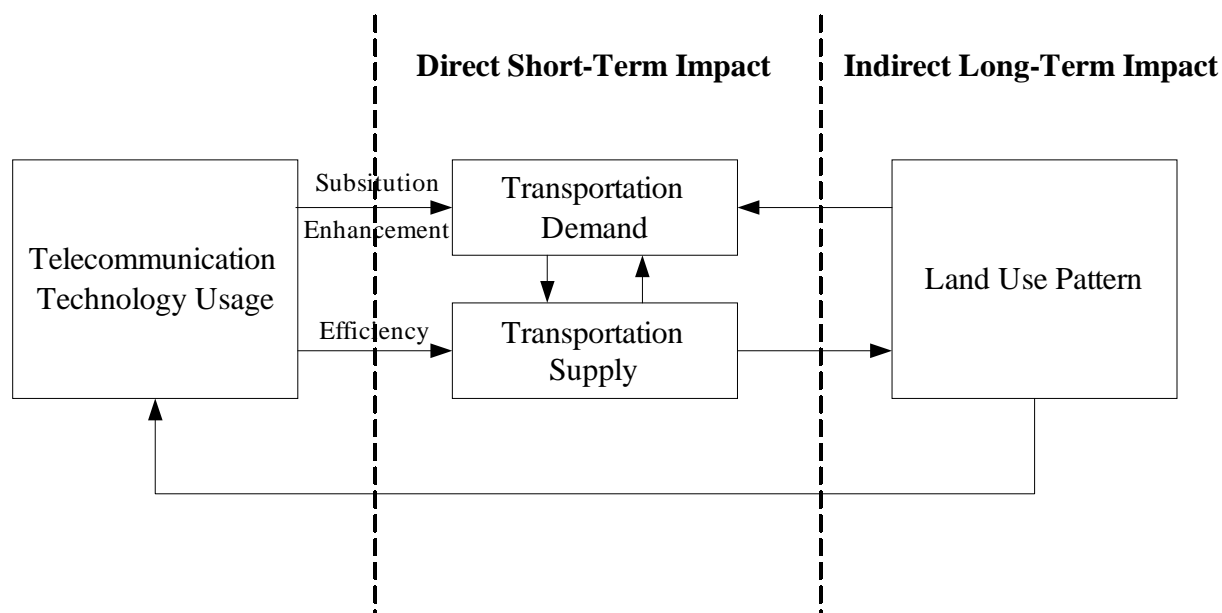 Direct Short-Term Impact
Indirect Long-Term Impact
Subsitution
Enhancement
Efficiency
Telecommunication
Technology Usage
Transportation
Demand
Transportation
Supply
Land Use Pattern